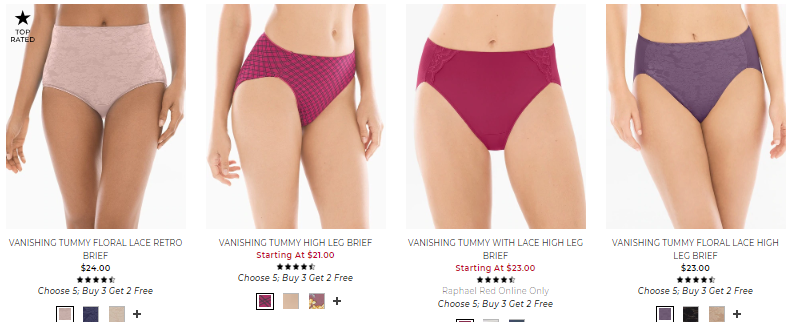 TOP
RATED
VANISHING TUMMY FLORAL LACE RETRO
BRIEF
$24.00
Choose 5; Buy 3 Get 2 Free
+
VANISHING TUMMY HIGH LEG BRIEF
Starting At $21.00
Choose 5; Buy 3 Get 2 Free
+
VANISHING TUMMY WITH LACE HIGH LEG
BRIEF
Starting At $23.00
Raphael Red Online Only
Choose 5; Buy 3 Get 2 Free
VANISHING TUMMY FLORAL LACE HIGH
LEG BRIEF
$23.00
Choose 5; Buy 3 Get 2 Free
+